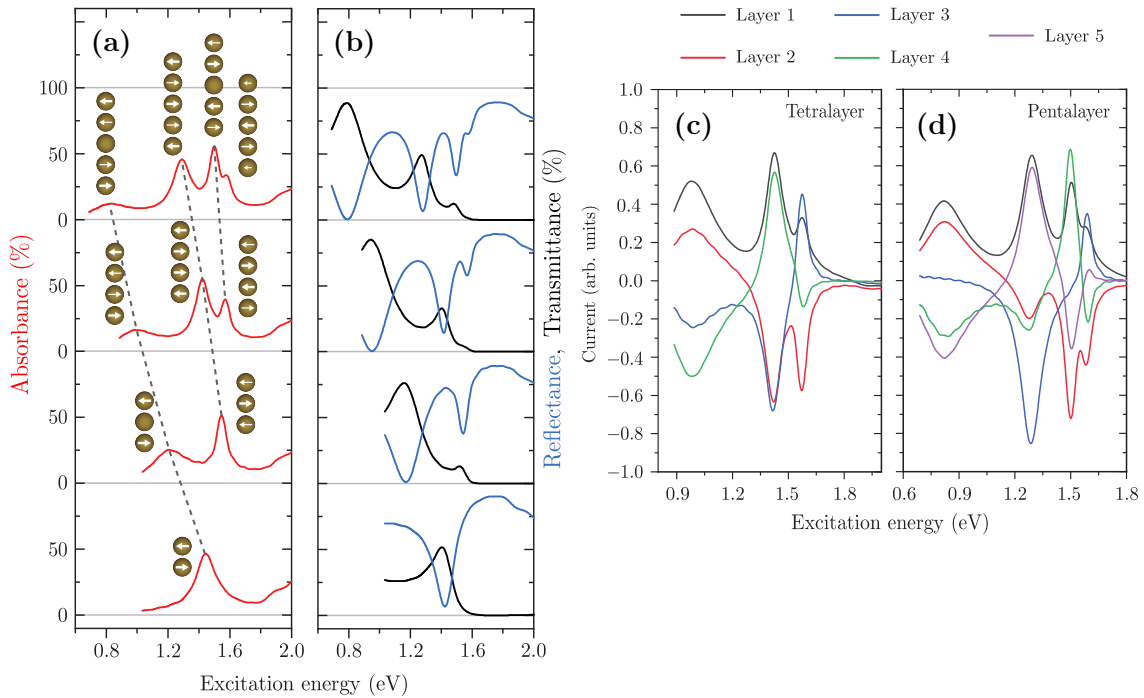 Layer 1
Layer 3
Layer 5
Layer 2
Layer 4
(a)
(b)
100
50
0
50
0
50
0
50
0
Absorbance (%)
0.8
1.2
1.6
2.0
0.8
1.2
1.6
2.0
Excitation energy (eV)
Reflectance, Transmittance (%)
(c)
Tetralayer
(d)
Pentalayer
1.0
0.8
0.6
0.4
0.2
0.0
−0.2
−0.4
−0.6
−0.8
−1.0
Current (arb. units)
0.9
1.2
1.5
0.6
0.9
1.2
1.5
1.8
Excitation energy (eV)